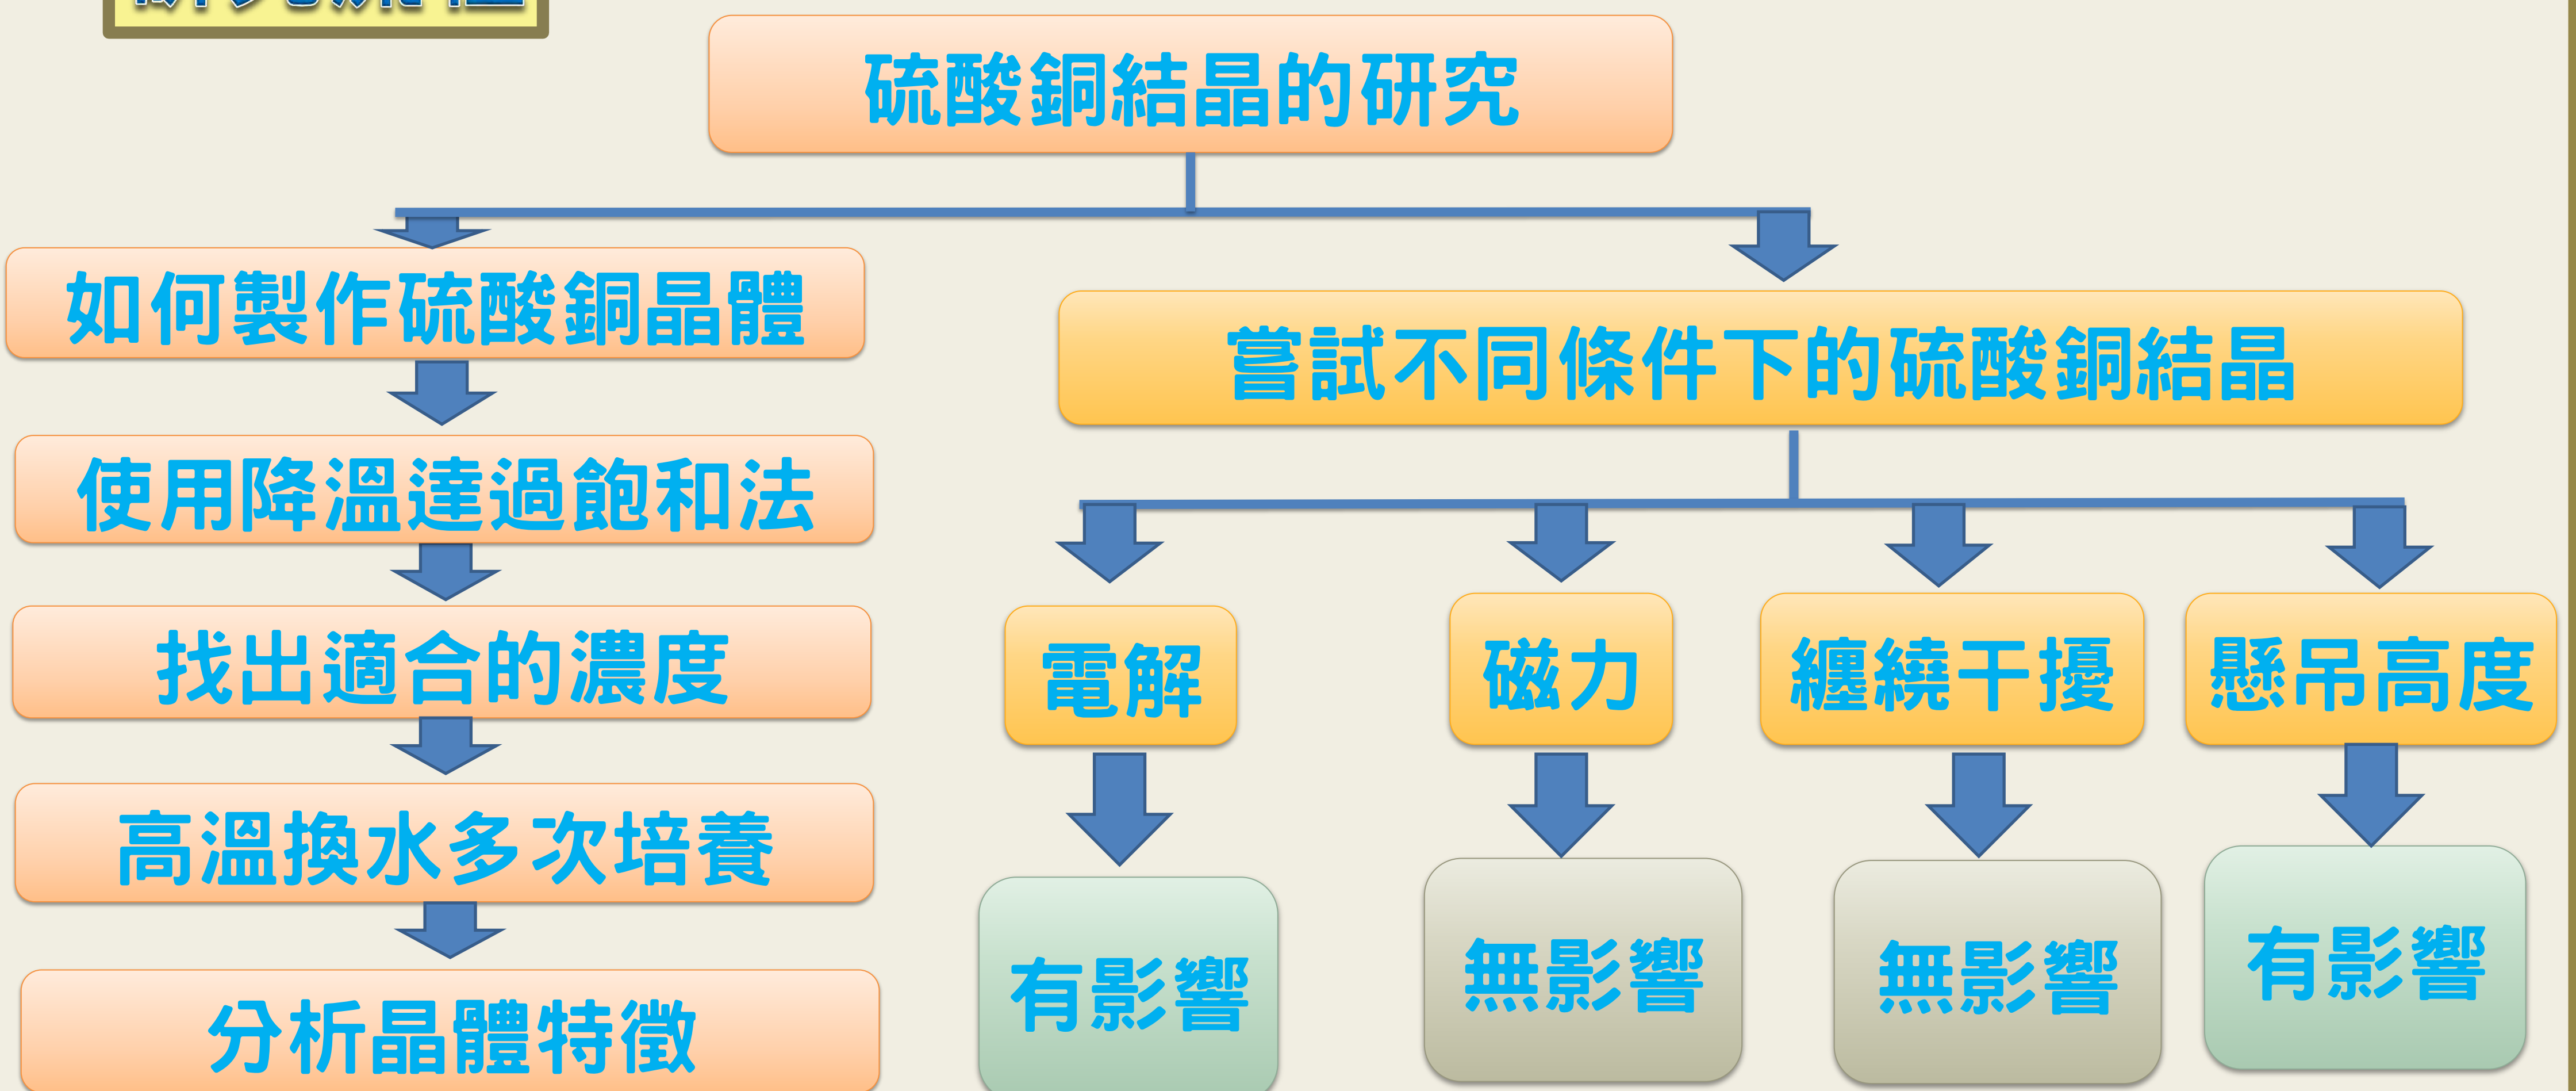 硫酸銅結晶的研究
如何製作硫酸銅晶體
使用降溫達過飽和法
找出適合的濃度
高溫換水多次培養
分析晶體特徵
嘗試不同條件下的硫酸銅結晶
電解
磁力
纏繞干擾
懸吊高度
有影響
無影響
無影響
有影響